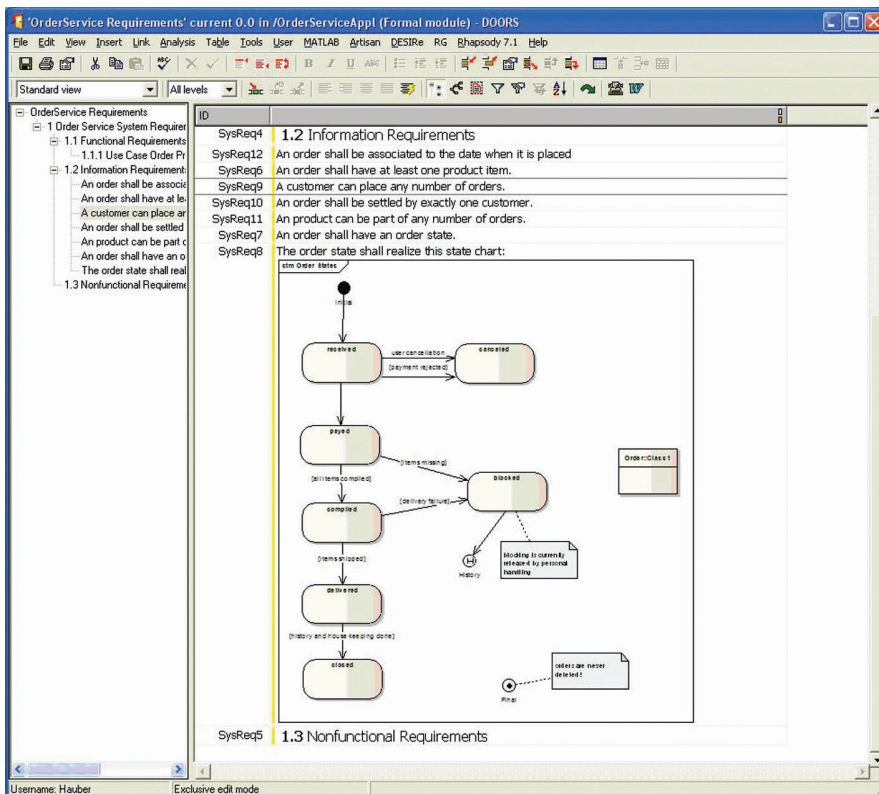 'OrderService Requirements' current 0.0 in /OrderServiceAppl (Formal module) - DOORS
File Edit View Insert Link Analysis Table Tools User MATLAB Artisan DESIRe RG Rhapsody 7.1 Help
Standard view All levels
OrderService Requirements
1 Order Service System Requirer
1.1 Functional Requirements
1.1.1 Use Case Order Pr
1.2 Information Requirement:
An order shall be associa
An order shall have at le
A customer can place ar
An order shall be settled
An product can be part c
An order shall have an o
The order state shall real
1.3 Nonfunctional Requireme
ID
SysReq4 1.2 Information Requirements
SysReq12 An order shall be associated to the date when it is placed
SysReq6 An order shall have at least one product item.
SysReq9 A customer can place any number of orders.
SysReq10 An order shall be settled by exactly one customer.
SysReq11 An product can be part of any number of orders.
SysReq7 An order shall have an order state.
SysReq8 The order state shall realize this state chart:
stm Order States
Initial
received
user cancellation
canceled
[payment rejected]
payed
[items missing]
Order::Class1
[all items compiled]
blocked
compiled
[delivery failure]
[items shipped]
History
blocking is currently
released by personal
handling
delivered
[history and house keeping done]
closed
orders are never
deleted!
Final
SysReq5 1.3 Nonfunctional Requirements
Username: Hauber Exclusive edit mode